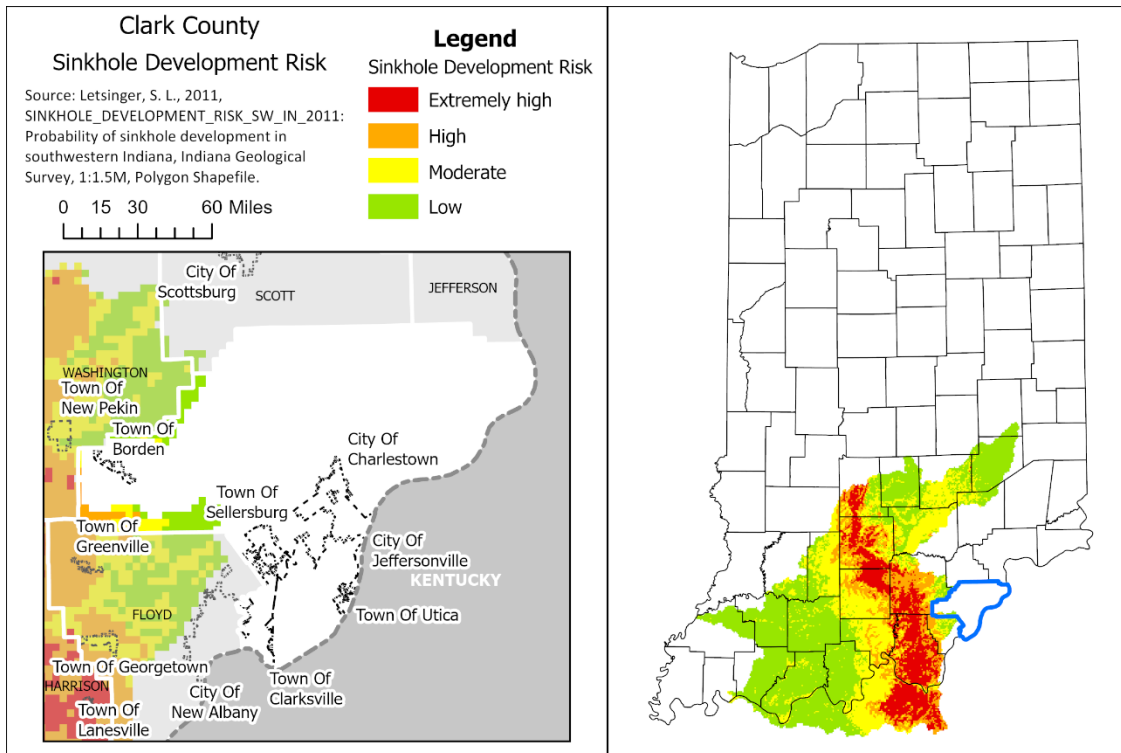 Clark County
Sinkhole Development Risk
Source: Letsinger, S. L., 2011,
SINKHOLE_DEVELOPMENT_RISK_SW_IN_2011:
Probability of sinkhole development in
southwestern Indiana, Indiana Geological
Survey, 1:1.5M, Polygon Shapefile.
0 15 30 60 Miles
Legend
Sinkhole Development Risk
Extremely high
High
Moderate
Low
City Of
Scottsburg
SCOTT
JEFFERSON
WASHINGTON
Town Of
New Pekin
Town Of
Borden
City Of
Charlestown
Town Of
Sellersburg
Town Of
Greenville
City Of
Jeffersonville
KENTUCKY
FLOYD
Town Of Utica
Town Of Georgetown
HARRISON
Town Of
Lanesville
City Of
New Albany
Town Of
Clarksville